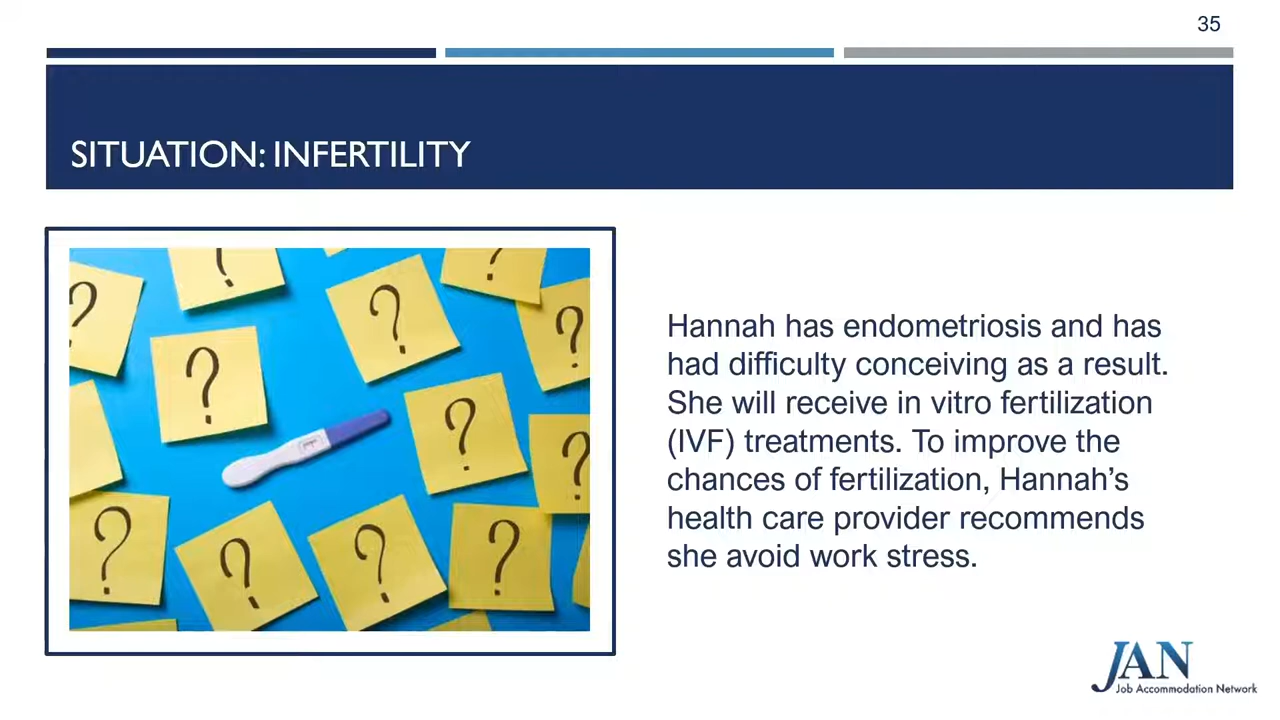 35
SITUATION: INFERTILITY
?
?
?
?
?
?
?
?
?
?
?
?
Hannah has endometriosis and has
had difficulty conceiving as a result.
She will receive in vitro fertilization
(IVF) treatments. To improve the
chances of fertilization, Hannah’s
health care provider recommends
she avoid work stress.
JAN
Job Accommodation Network